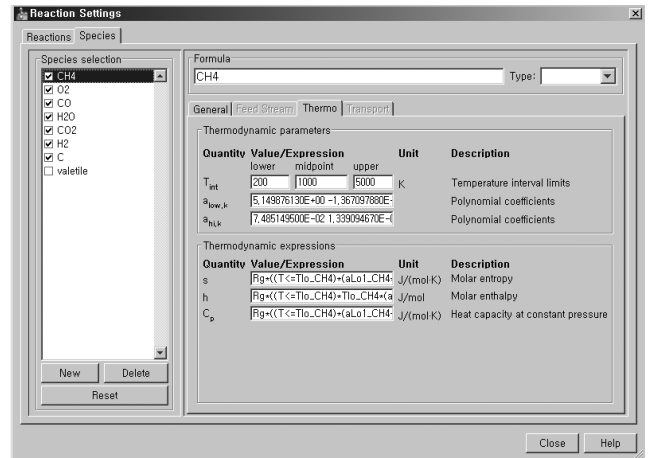 Reaction Settings
Reactions Species
Species selection
CH4
O2
CO
H2O
CO2
H2
C
valetile
New Delete
Reset
Formula
CH4 Type:
General Feed Stream Thermo Transport
Thermodynamic parameters
Quantity Value/Expression Unit Description
lower midpoint upper
Tint 200 1000 5000 K Temperature interval limits
alow,k 5,149876130E+00 -1,367097880E- Polynomial coefficients
ahi,k 7,485149500E-02 1,339094670E-( Polynomial coefficients
Thermodynamic expressions
Quantity Value/Expression Unit Description
s Rg*((T<=Tlo_CH4)*(aLo1_CH4* J/(mol·K) Molar entropy
h Rg*((T<=Tlo_CH4)*Tlo_CH4*(a J/mol Molar enthalpy
Cp Rg*((T<=Tlo_CH4)*(aLo1_CH4* J/(mol·K) Heat capacity at constant pressure
Close Help